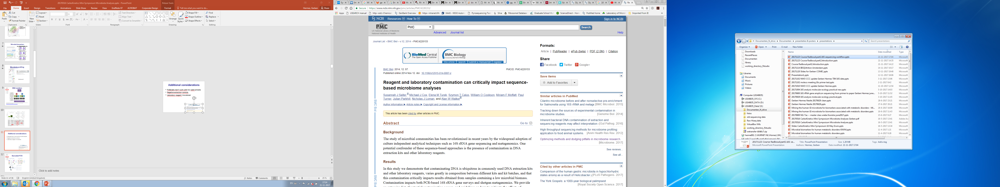 20170516 CarboKinetics Mini Symposium Microbiota Analyses.pptx - PowerPoint
Picture Tools
File Home Insert Design Transitions Animations Slide Show Review View EndNote X7 ACROBAT Corporate Design Format Tell me what you want to do...
Hermes, Gerben Share
Paste
Cut
Copy
Format Painter
Clipboard
New Slide
Layout
Reset
Section
Slides
Font
Text Direction
Align Text
Convert to SmartArt
Paragraph
Arrange
Quick Styles
Shape Fill
Shape Outline
Shape Effects
Drawing
Find
Replace
Select
Editing
7
Microbial biomarkers
8
Microbiota profiling
9
DNA isolation
10
11
Additional considerations
12
Barcoded PCR
Additional considerations
• Preferably don't work with low yield samples
• Negative extraction controls
• Laboratory reagent 'microbiota'
Click to add notes
Slide 11 of 36 English (United Kingdom)
Notes Comments
25 %
EN
17:14
21-11-2017
Secure https://www.ncbi.nlm.nih.gov/pmc/articles/PMC4228153/
Apps USEARCH manual http--ssb1-Chemical GenBank Overview https--intranet.tifn KAAS - KEGG Autom Pyrosequencing Tool Silva Ribosomal Database Graduate School VLA ScienceDirect - Hom PubMed home Laboratory of Microb Imported From IE
NCBI Resources How To
Sign in to NCBI
PMC
US National Library of Medicine
National Institutes of Health
PMC
Search
Advanced Journal list
Help
Journal List › BMC Biol › v.12; 2014 › PMC4228153
BioMed Central
The Open Access Publisher
BMC Biology
this article search submit a manuscript register
BMC Biol. 2014; 12: 87.
PMCID: PMC4228153
Published online 2014 Nov 12. doi: 10.1186/s12915-014-0087-z
Reagent and laboratory contamination can critically impact sequence-
based microbiome analyses
Susannah J Salter, Michael J Cox, Elena M Turek, Szymon T Calus, William O Cookson, Miriam F Moffatt, Paul
Turner, Julian Parkhill, Nicholas J Loman, and Alan W Walker
Author information ► Article notes ► Copyright and License information ►
This article has been cited by other articles in PMC.
Abstract
Go to:
Background
The study of microbial communities has been revolutionised in recent years by the widespread adoption of
culture independent analytical techniques such as 16S rRNA gene sequencing and metagenomics. One
potential confounder of these sequence-based approaches is the presence of contamination in DNA
extraction kits and other laboratory reagents.
Results
In this study we demonstrate that contaminating DNA is ubiquitous in commonly used DNA extraction kits
and other laboratory reagents, varies greatly in composition between different kits and kit batches, and that
this contamination critically impacts results obtained from samples containing a low microbial biomass.
Contamination impacts both PCR-based 16S rRNA gene surveys and shotgun metagenomics. We provide
BMC Biol
BMC Biol
Formats:
Article | PubReader | ePub (beta) | PDF (2.0M) | Citation
Share
Facebook Twitter Google+
Save items
Add to Favorites
Similar articles in PubMed
Cilantro microbiome before and after nonselective pre-enrichment
for Salmonella using 16S rRNA and metage [BMC Microbiol. 2015]
Tracking down the sources of experimental contamination in
microbiome studies. [Genome Biol. 2014]
Inherent bacterial DNA contamination of extraction and
sequencing reagents may affect interpretation [Gut Pathog. 2016]
High throughput sequencing methods for microbiome profiling:
application to food animal systems. [Anim Health Res Rev. 2012]
Optimizing methods and dodging pitfalls in microbiome research.
[Microbiome. 2017]
See reviews...
See all...
Cited by other articles in PMC
Comparison of the human gastric microbiota in hypochlorhydric
states arising as a result of Helicobacter [PLoS Pathogens. 2017]
The York Gospels: a 1000-year biological palimpsest
[Royal Society Open Science. 2017]
« Documenten_N_drive ▸ Documenten ▸ presentaties & posters ▸ presentations
Search presentations
Organise Open Print E-mail New folder
Downloads
RecentPlaces
Documenten
library
working_directory_Rstudio
Libraries
Documents
Music
Pictures
Videos
Computer (L0146835)
L0146835_SYS (C:)
L0146835_DATA (D:)
L0146835_Data2 (E:)
Documenten_N_drive
fotos
old sequencing data
Raw Hiseq data
VirtualBox VMs
working_directory_Rstudio
wetransfer-b9d6c7.zip
Name Date modified Type
20171123 Course Radboud.part2.16S sequencing workflow.pptx 21-11-2017 17:04 Microsoft
20171123 Course Radboud.part1.Introduction.pptx 21-11-2017 14:35 Microsoft
Course Radboud.part1.Introduction.pptx 21-11-2017 14:22 Microsoft
20171114 IBSQUtrition Amsterdam.pptx 14-11-2017 10:17 Microsoft
20171120 Slides for Gerben COMIC.pptx 13-11-2017 19:48 Microsoft
Presentation1.pptx 12-11-2017 18:06 Microsoft
20171102 NWO CCC update Gerben Hermes TIM 16S data.pptx 3-11-2017 13:06 Microsoft
20171102 moleco meeting 16s primer test.pptx 2-11-2017 8:42 Microsoft
20171010 NWO CCC update Gerben Hermes.pptx 11-10-2017 12:54 Microsoft
20171004 16S analysis molecular ecology practical new.pptx 5-10-2017 14:03 Microsoft
20170600 16S rRNA gene amplicon sequencing from primer to paper Gerben Hermes june... 5-10-2017 11:52 Microsoft
20170929 16S analysis molecular ecology practical.pptx 3-10-2017 11:45 Microsoft
Gerben Hermes Nestle 20170629 clean.pptx 28-6-2017 23:21 Microsoft
Gerben Hermes Nestle 20170629.pptx 27-6-2017 20:21 Microsoft
Mining the human GI microbiota for biomarkers associated with metabolic disorders - Mi... 26-6-2017 16:09 Microsoft
Mining the human GI microbiota for biomarkers associated with metabolic disorders.pptx 16-6-2017 11:43 Microsoft
20170600 NG-Tax -- master class wiebe Kooistra june2017.pptx 15-6-2017 0:27 Microsoft
20170516 CarboKinetics Mini Symposium Microbiota Analyses Gerben.pdf 16-5-2017 13:41 Adobe Ac
20170516 CarboKinetics Mini Symposium Microbiota Analyses.pptx 16-5-2017 13:41 Microsoft
Slides CarboKinetics Mini Symposium 16 May Erwin.pptx 16-5-2017 13:34 Microsoft
Microbial biomarkers for human metabolic disorders KNVM.pptx 11-4-2017 1:21 Microsoft
Microbial biomarkers for human metabolic disorders.pptx 11-4-2017 0:28 Microsoft
20171123 Course Radboud.part2.16S se... Title: PowerPoint Presentation Size: 1.29 MB Tags: Add a tag
Microsoft PowerPoint Presentation Authors: Hermes, Gerben Date modified: 21-11-2017 17:04